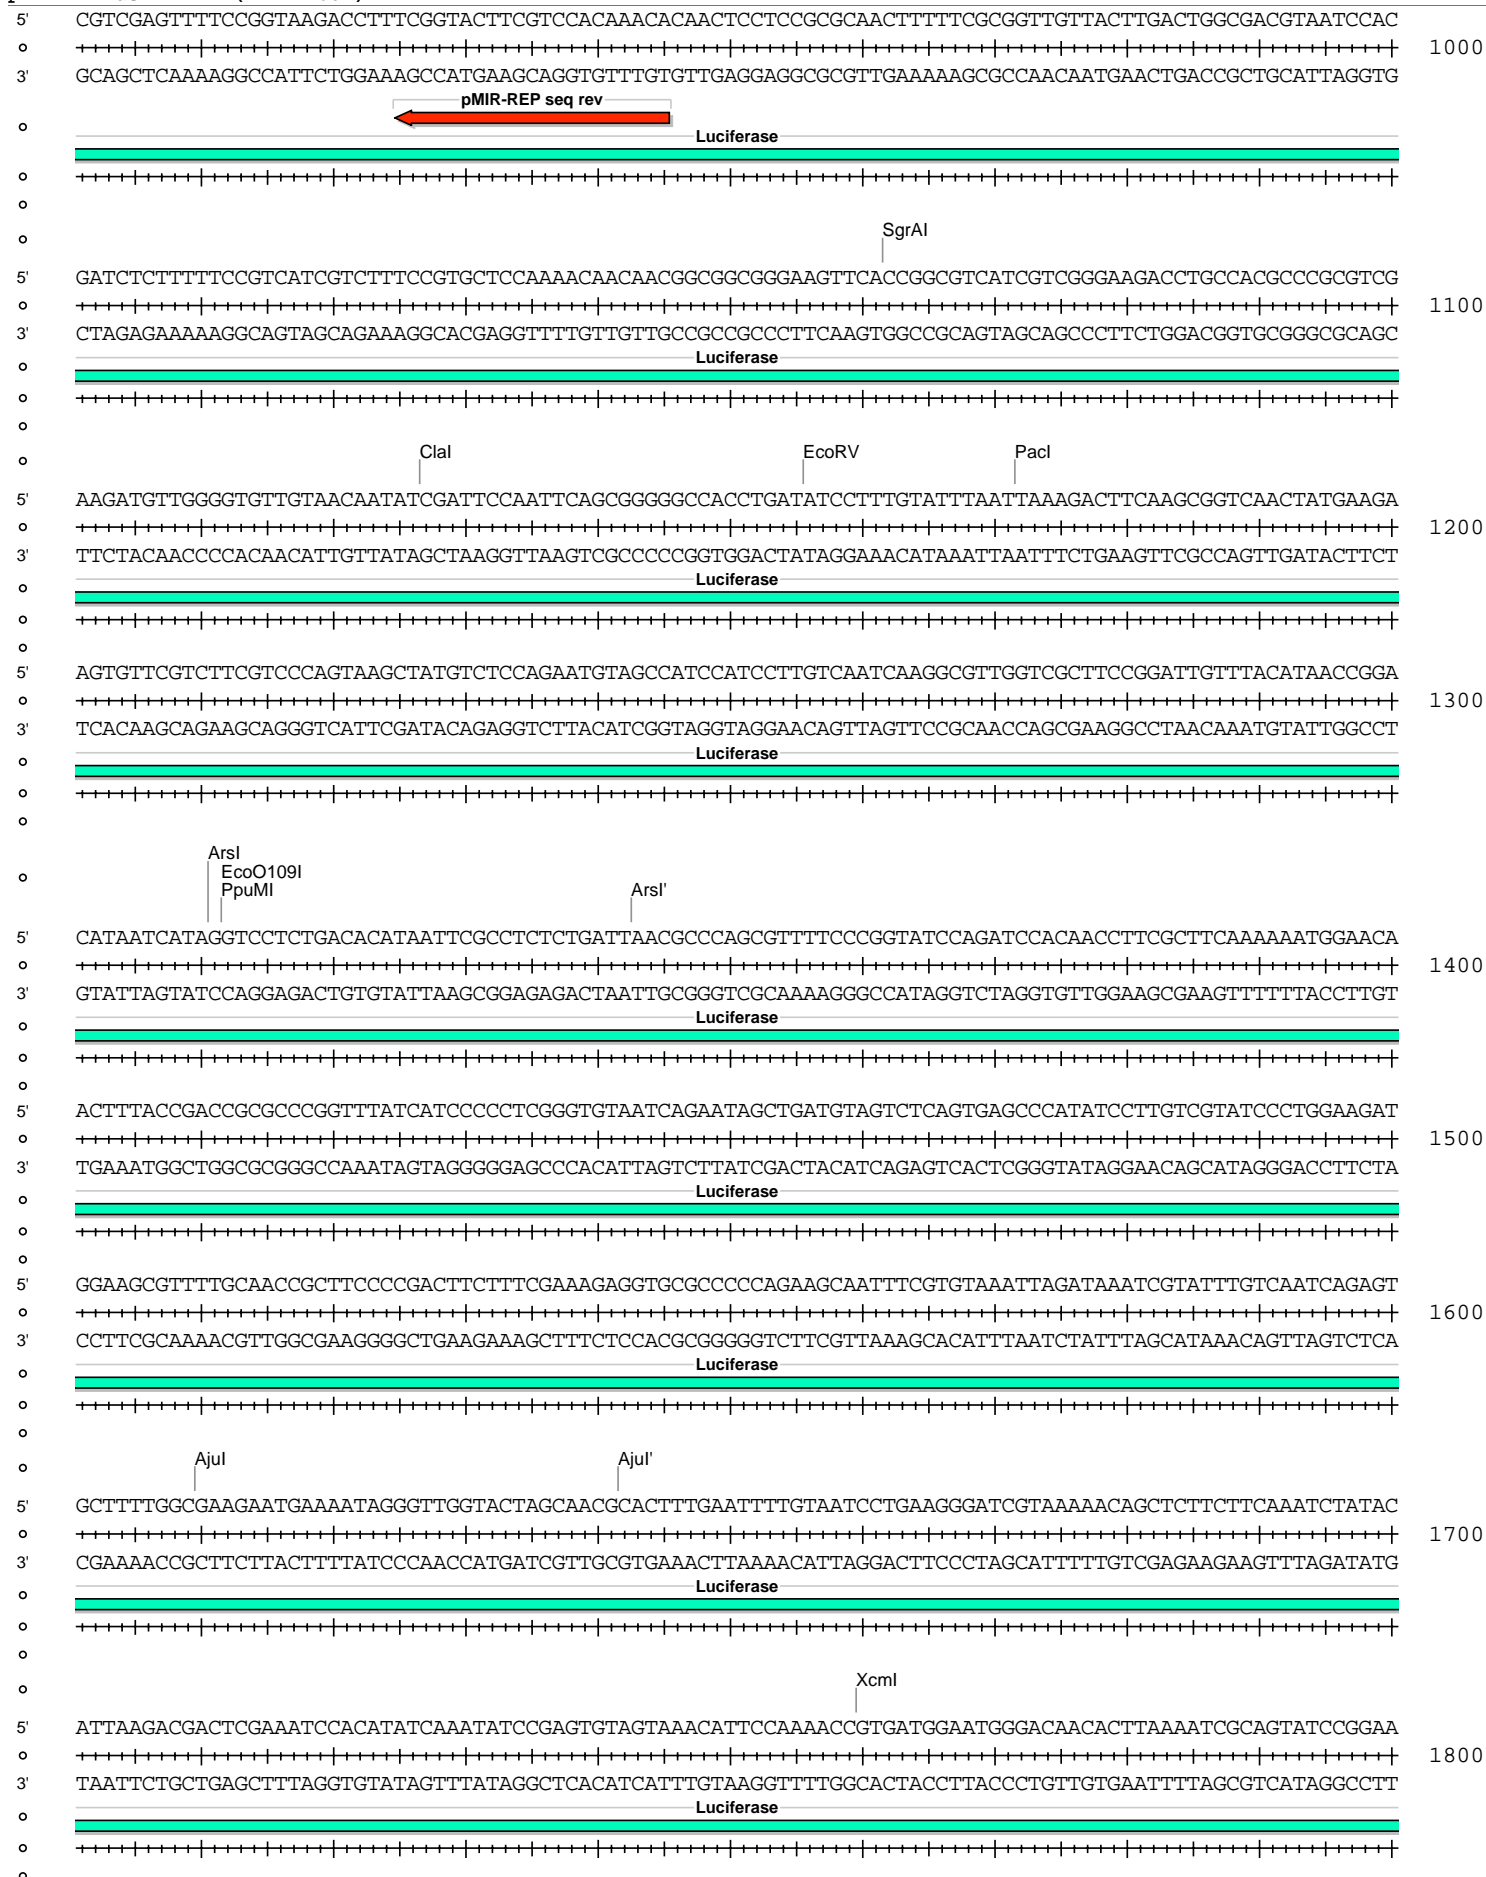 5' CGTCGAGTTTTCCGGTAAGACCTTTCGGTACTTCGTCCACAAACACAACTCCTCCGCGCAACTTTTTCGCGGTTGTTACTTGACTGGCGACGTAATCCAC
1000
3' GCAGCTCAAAAGGCCATTCTGGAAAGCCATGAAGCAGGTGTTTGTGTTGAGGAGGCGCGTTGAAAAAGCGCCAACAATGAACTGACCGCTGCATTAGGTG
pMIR-REP seq rev
Luciferase
SgrAI
5' GATCTCTTTTTCCGTCATCGTCTTTCCGTGCTCCAAAACAACAACGGCGGCGGGAAGTTCACCGGCGTCATCGTCGGGAAGACCTGCCACGCCCGCGTCG
1100
3' CTAGAGAAAAAGGCAGTAGCAGAAAGGCACGAGGTTTTGTTGTTGCCGCCGCCCTTCAAGTGGCCGCAGTAGCAGCCCTTCTGGACGGTGCGGGCGCAGC
Luciferase
ClaI EcoRV PacI
5' AAGATGTTGGGGTGTTGTAACAATATCGATTCCAATTCAGCGGGGGCCACCTGATATCCTTTGTATTTAATTAAAGACTTCAAGCGGTCAACTATGAAGA
1200
3' TTCTACAACCCCACAACATTGTTATAGCTAAGGTTAAGTCGCCCCCGGTGGACTATAGGAAACATAAATTAATTTCTGAAGTTCGCCAGTTGATACTTCT
Luciferase
5' AGTGTTCGTCTTCGTCCCAGTAAGCTATGTCTCCAGAATGTAGCCATCCATCCTTGTCAATCAAGGCGTTGGTCGCTTCCGGATTGTTTACATAACCGGA
1300
3' TCACAAGCAGAAGCAGGGTCATTCGATACAGAGGTCTTACATCGGTAGGTAGGAACAGTTAGTTCCGCAACCAGCGAAGGCCTAACAAATGTATTGGCCT
Luciferase
ArsI
EcoO109I
PpuMI ArsI'
5' CATAATCATAGGTCCTCTGACACATAATTCGCCTCTCTGATTAACGCCCAGCGTTTTCCCGGTATCCAGATCCACAACCTTCGCTTCAAAAAATGGAACA
1400
3' GTATTAGTATCCAGGAGACTGTGTATTAAGCGGAGAGACTAATTGCGGGTCGCAAAAGGGCCATAGGTCTAGGTGTTGGAAGCGAAGTTTTTTACCTTGT
Luciferase
5' ACTTTACCGACCGCGCCCGGTTTATCATCCCCCTCGGGTGTAATCAGAATAGCTGATGTAGTCTCAGTGAGCCCATATCCTTGTCGTATCCCTGGAAGAT
1500
3' TGAAATGGCTGGCGCGGGCCAAATAGTAGGGGGAGCCCACATTAGTCTTATCGACTACATCAGAGTCACTCGGGTATAGGAACAGCATAGGGACCTTCTA
Luciferase
5' GGAAGCGTTTTGCAACCGCTTCCCCGACTTCTTTCGAAAGAGGTGCGCCCCCAGAAGCAATTTCGTGTAAATTAGATAAATCGTATTTGTCAATCAGAGT
1600
3' CCTTCGCAAAACGTTGGCGAAGGGGCTGAAGAAAGCTTTCTCCACGCGGGGGTCTTCGTTAAAGCACATTTAATCTATTTAGCATAAACAGTTAGTCTCA
Luciferase
AjuI AjuI'
5' GCTTTTGGCGAAGAATGAAAATAGGGTTGGTACTAGCAACGCACTTTGAATTTTGTAATCCTGAAGGGATCGTAAAAACAGCTCTTCTTCAAATCTATAC
1700
3' CGAAAACCGCTTCTTACTTTTATCCCAACCATGATCGTTGCGTGAAACTTAAAACATTAGGACTTCCCTAGCATTTTTGTCGAGAAGAAGTTTAGATATG
Luciferase
XcmI
5' ATTAAGACGACTCGAAATCCACATATCAAATATCCGAGTGTAGTAAACATTCCAAAACCGTGATGGAATGGGACAACACTTAAAATCGCAGTATCCGGAA
1800
3' TAATTCTGCTGAGCTTTAGGTGTATAGTTTATAGGCTCACATCATTTGTAAGGTTTTGGCACTACCTTACCCTGTTGTGAATTTTAGCGTCATAGGCCTT
Luciferase